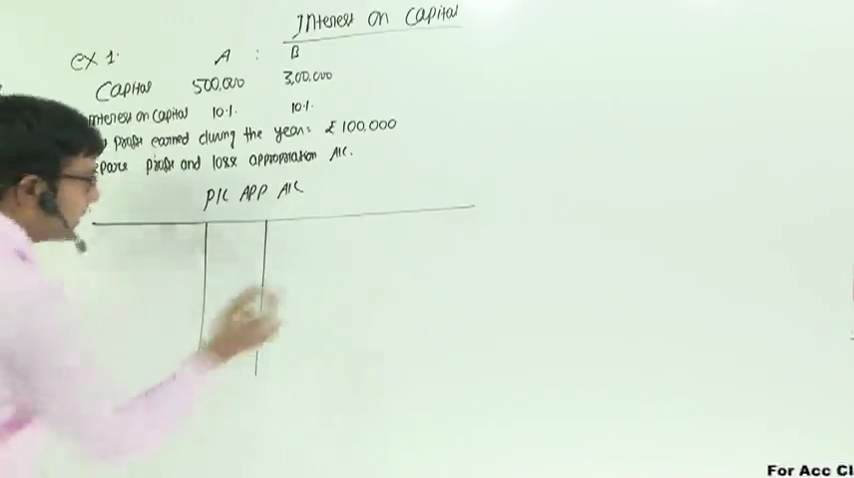 Interest on Capital
Ex 1. A : B
Capital 500,000 3,00,000
Interest on Capital 10% 10%
Profit earned during the year: ₹ 100,000
pare profit and loss appropriation A/c.
P/L APP A/C
For Acc Cl